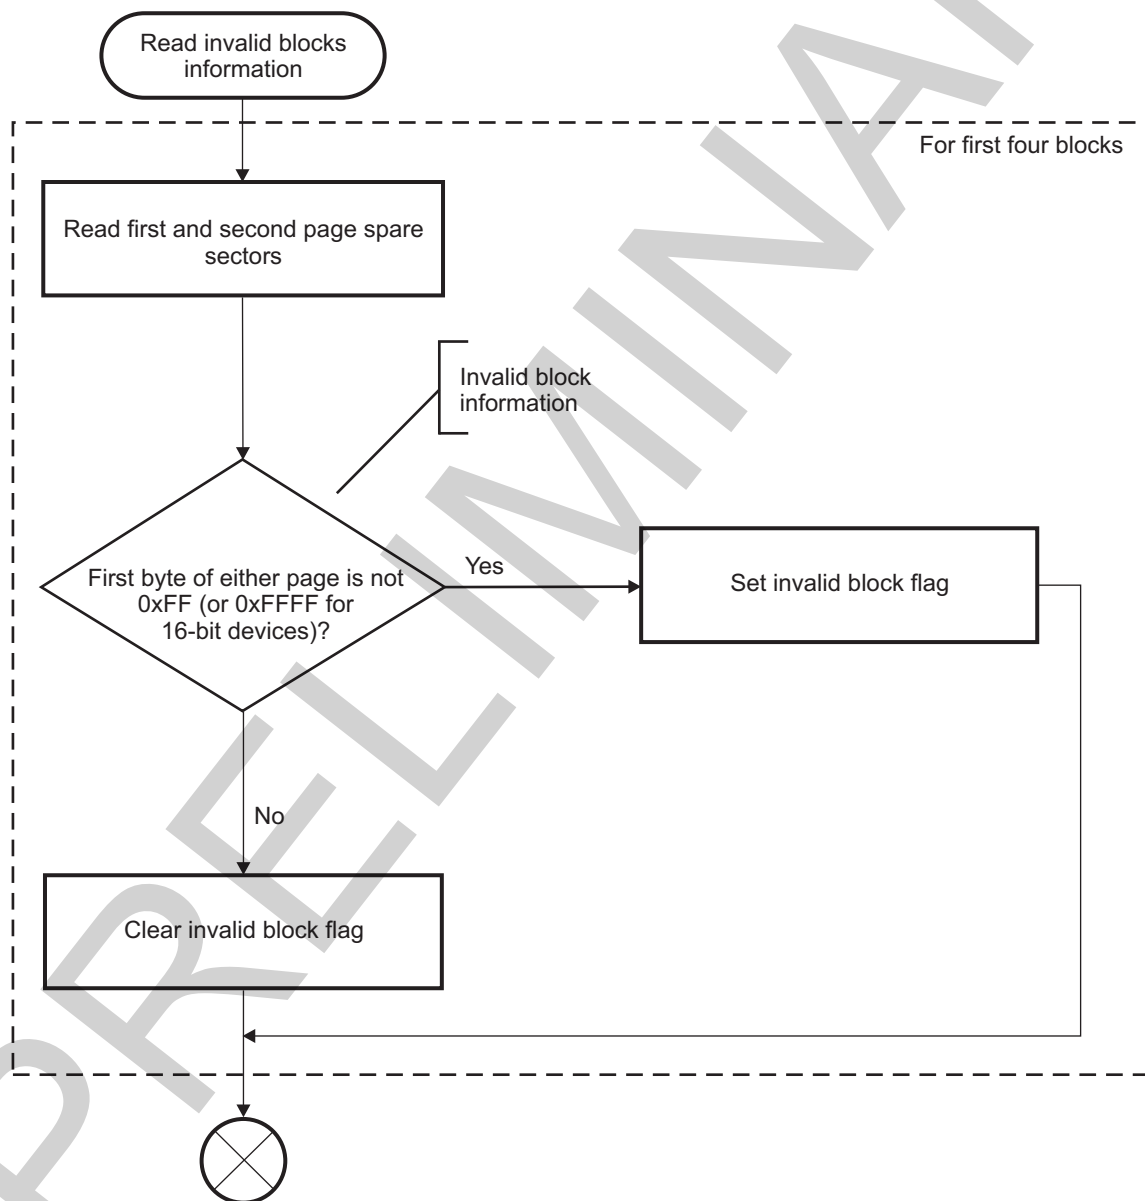 Read invalid blocks
information
For first four blocks
Read first and second page spare
sectors
Invalid block
information
First byte of either page is not
0xFF (or 0xFFFF for
16-bit devices)?
Yes
Set invalid block flag
No
Clear invalid block flag
PRELIMINA